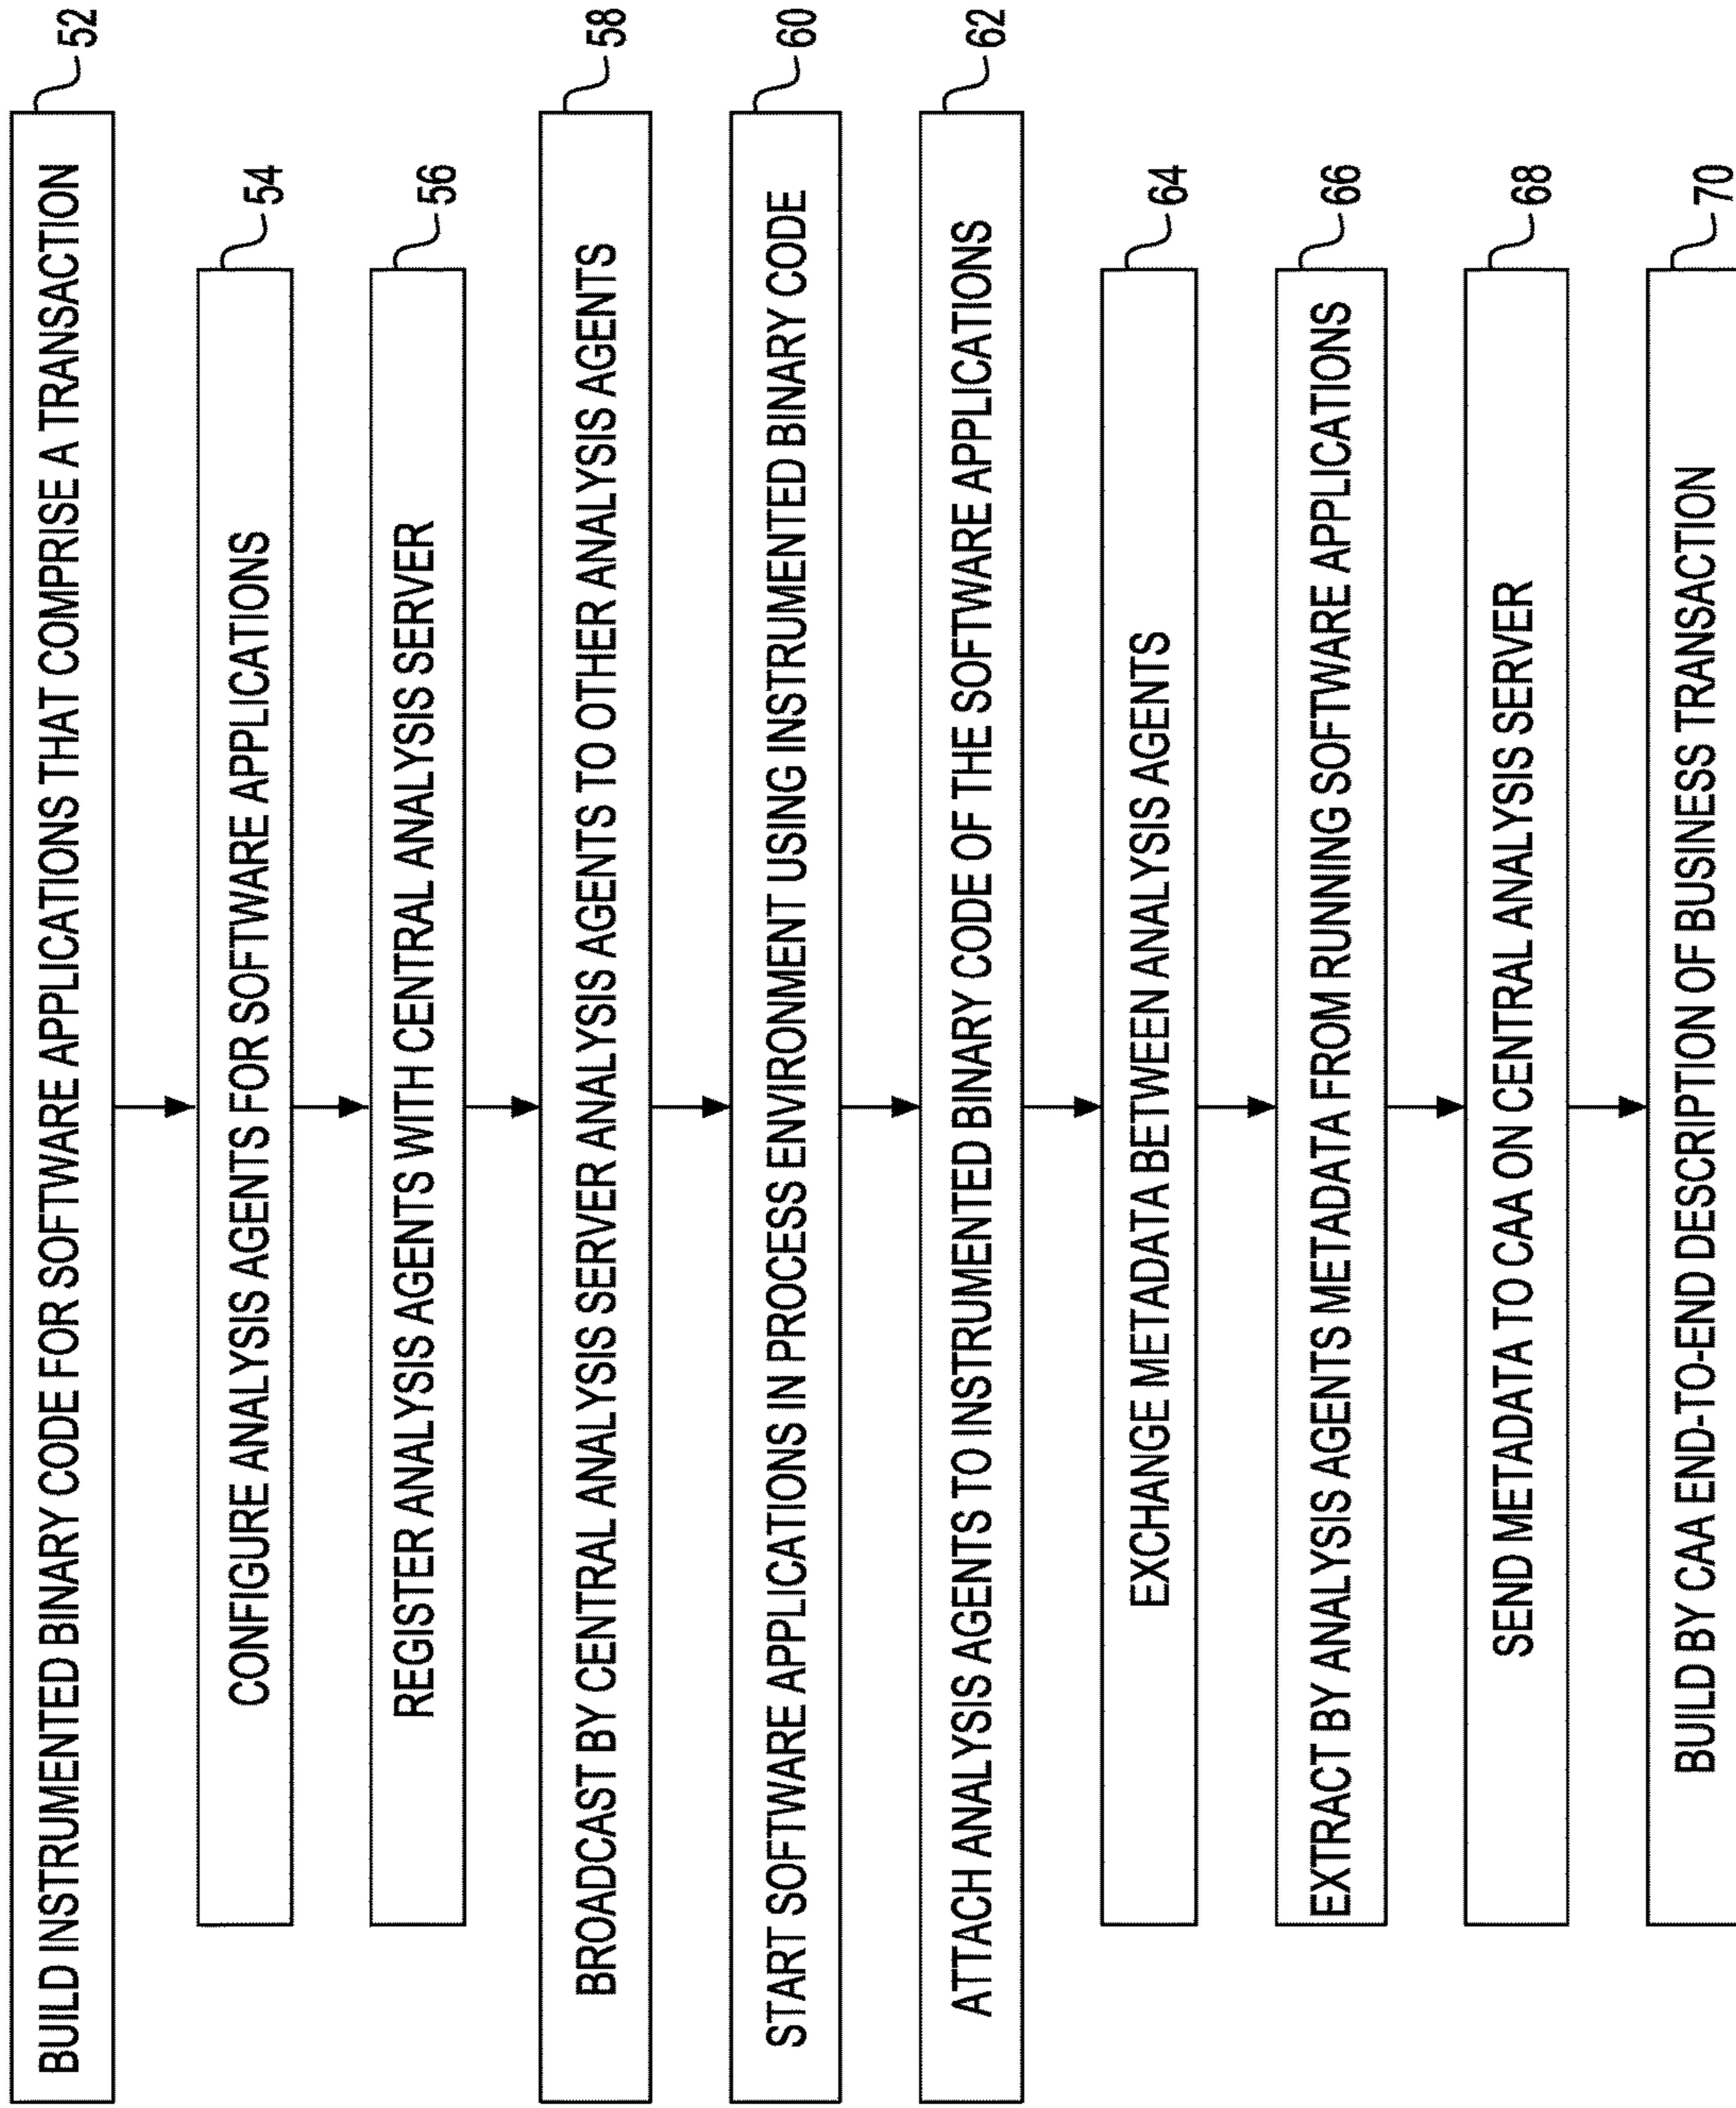 BUILD INSTRUMENTED BINARY CODE FOR SOFTWARE APPLICATIONS THAT COMPRISE A TRANSACTION
52
CONFIGURE ANALYSIS AGENTS FOR SOFTWARE APPLICATIONS
54
REGISTER ANALYSIS AGENTS WITH CENTRAL ANALYSIS SERVER
56
BROADCAST BY CENTRAL ANALYSIS SERVER ANALYSIS AGENTS TO OTHER ANALYSIS AGENTS
58
START SOFTWARE APPLICATIONS IN PROCESS ENVIRONMENT USING INSTRUMENTED BINARY CODE
60
ATTACH ANALYSIS AGENTS TO INSTRUMENTED BINARY CODE OF THE SOFTWARE APPLICATIONS
62
EXCHANGE METADATA BETWEEN ANALYSIS AGENTS
64
EXTRACT BY ANALYSIS AGENTS METADATA FROM RUNNING SOFTWARE APPLICATIONS
66
SEND METADATA TO CAA ON CENTRAL ANALYSIS SERVER
68
BUILD BY CAA END-TO-END DESCRIPTION OF BUSINESS TRANSACTION
70